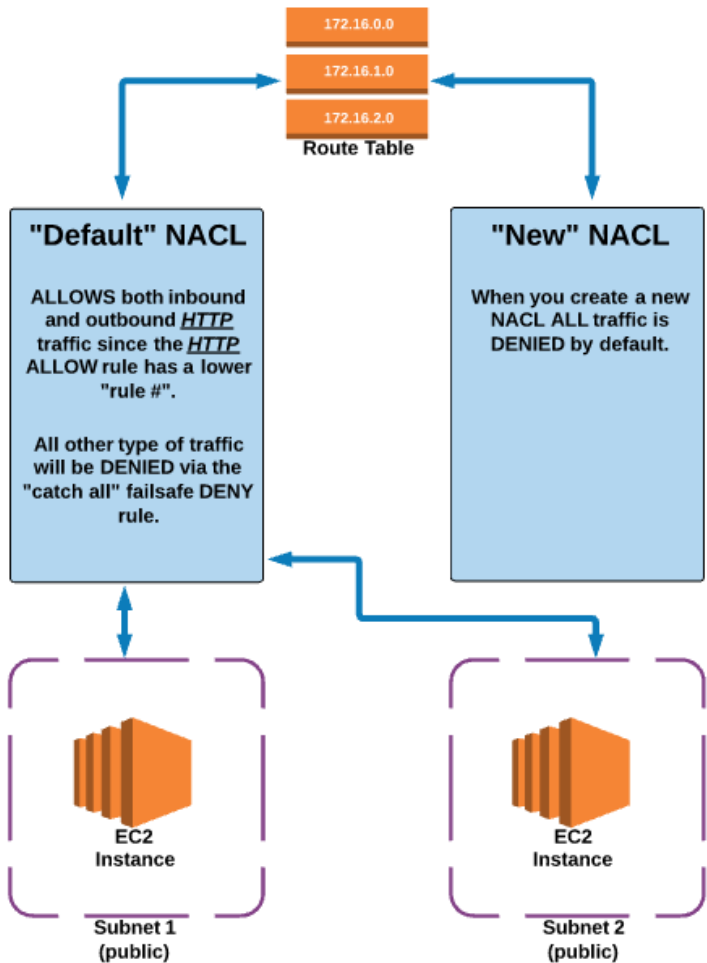 172.16.0.0
172.16.1.0
172.16.2.0
Route Table
"Default" NACL
ALLOWS both inbound
and outbound HTTP
traffic since the HTTP
ALLOW rule has a lower
"rule #".
All other type of traffic
will be DENIED via the
"catch all" failsafe DENY
rule.
"New" NACL
When you create a new
NACL ALL traffic is
DENIED by default.
EC2
Instance
Subnet 1
(public)
EC2
Instance
Subnet 2
(public)